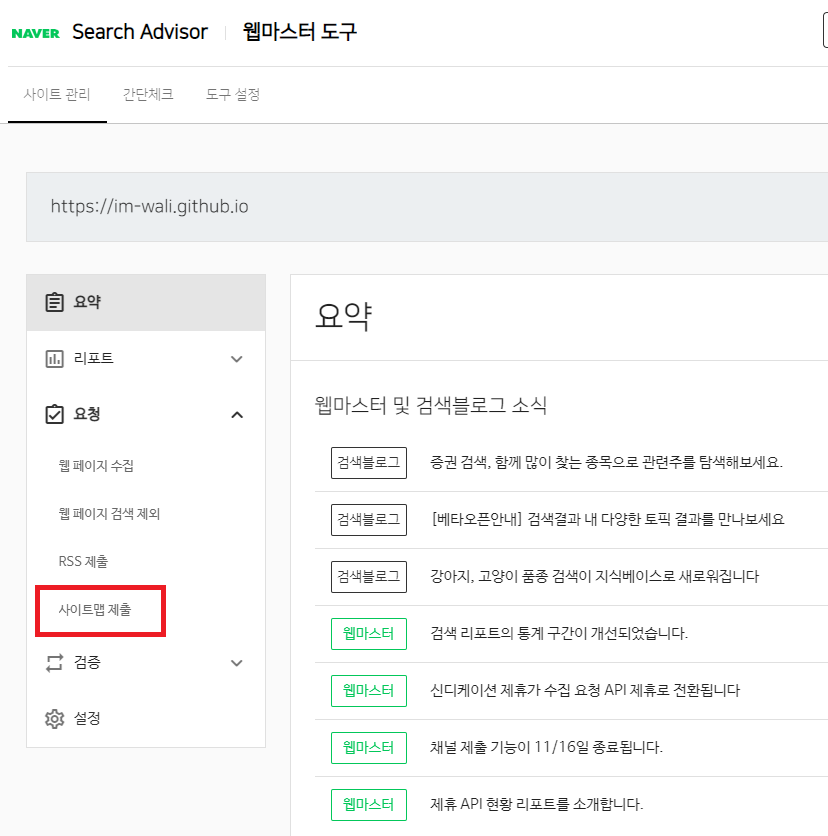 NAVER Search Advisor 웹마스터 도구
사이트 관리 간단체크 도구 설정
https://im-wali.github.io
요약
리포트
요청
웹 페이지 수집
웹 페이지 검색 제외
RSS 제출
사이트맵 제출
검증
설정
요약
웹마스터 및 검색블로그 소식
검색블로그 증권 검색, 함께 많이 찾는 종목으로 관련주를 탐색해보세요.
검색블로그 [베타오픈안내] 검색결과 내 다양한 토픽 결과를 만나보세요
검색블로그 강아지, 고양이 품종 검색이 지식베이스로 새로워집니다
웹마스터 검색 리포트의 통계 구간이 개선되었습니다.
웹마스터 신디케이션 제휴가 수집 요청 API 제휴로 전환됩니다
웹마스터 채널 제출 기능이 11/16일 종료됩니다.
웹마스터 제휴 API 현황 리포트를 소개합니다.